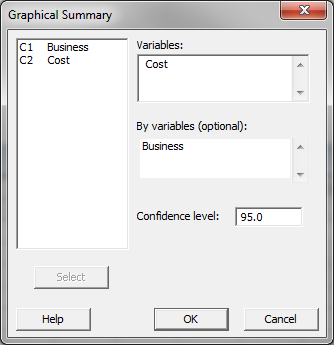 Graphical Summary
C1 Business
C2 Cost
Variables:
Cost
By variables (optional):
Business
Confidence level: 95.0
Select
Help OK Cancel